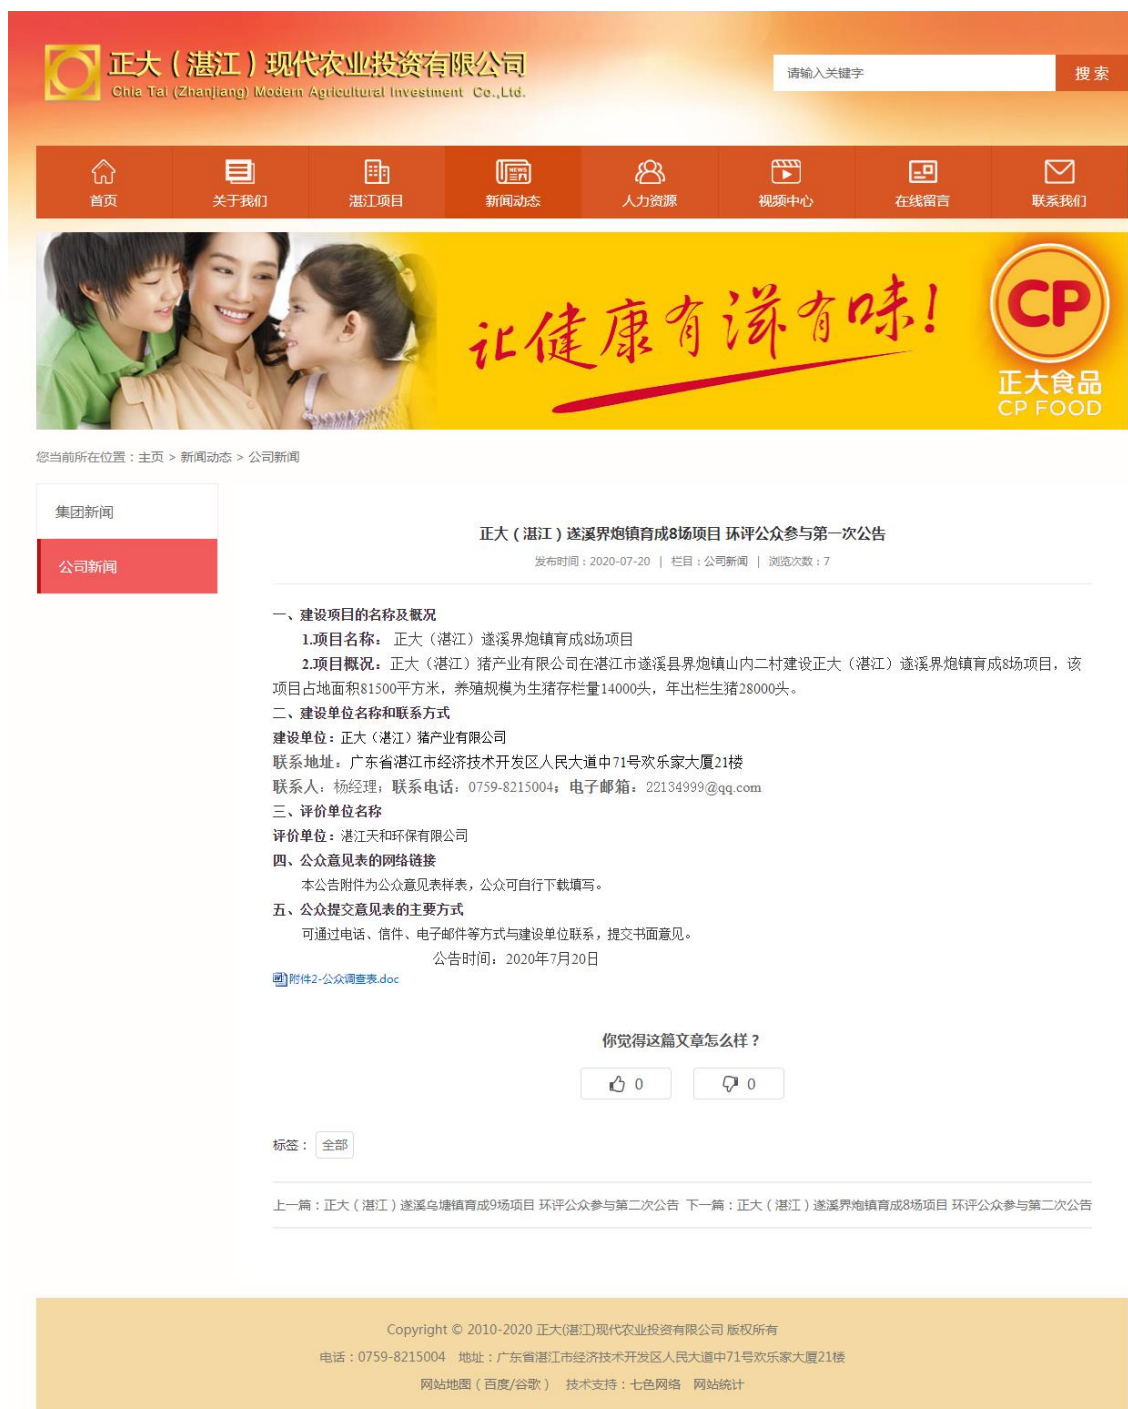 正大（湛江）现代农业投资有限公司
Chia Tai (Zhanjiang) Modern Agricultural Investment Co.,Ltd.
请输入关键字
搜 索
首页
关于我们
湛江项目
NEWS
新闻动态
人力资源
视频中心
在线留言
联系我们
让健康有滋有味!
CP
正大食品
CP FOOD
您当前所在位置：主页 > 新闻动态 > 公司新闻
集团新闻
公司新闻
正大（湛江）遂溪界炮镇育成8场项目 环评公众参与第一次公告
发布时间：2020-07-20 | 栏目：公司新闻 | 浏览次数：7
一、建设项目的名称及概况
1.项目名称： 正大（湛江）遂溪界炮镇育成8场项目
2.项目概况：正大（湛江）猪产业有限公司在湛江市遂溪县界炮镇山内二村建设正大（湛江）遂溪界炮镇育成8场项目，该
项目占地面积81500平方米，养殖规模为生猪存栏量14000头，年出栏生猪28000头。
二、建设单位名称和联系方式
建设单位：正大（湛江）猪产业有限公司
联系地址：广东省湛江市经济技术开发区人民大道中71号欢乐家大厦21楼
联系人：杨经理；联系电话：0759-8215004；电子邮箱：22134999@qq.com
三、评价单位名称
评价单位：湛江天和环保有限公司
四、公众意见表的网络链接
本公告附件为公众意见表样表，公众可自行下载填写。
五、公众提交意见表的主要方式
可通过电话、信件、电子邮件等方式与建设单位联系，提交书面意见。
公告时间：2020年7月20日
附件2-公众调查表.doc
你觉得这篇文章怎么样？
0
0
标签： 全部
上一篇：正大（湛江）遂溪乌塘镇育成9场项目 环评公众参与第二次公告 下一篇：正大（湛江）遂溪界炮镇育成8场项目 环评公众参与第二次公告
Copyright © 2010-2020 正大(湛江)现代农业投资有限公司 版权所有
电话：0759-8215004 地址：广东省湛江市经济技术开发区人民大道中71号欢乐家大厦21楼
网站地图（百度/谷歌） 技术支持：七色网络 网站统计